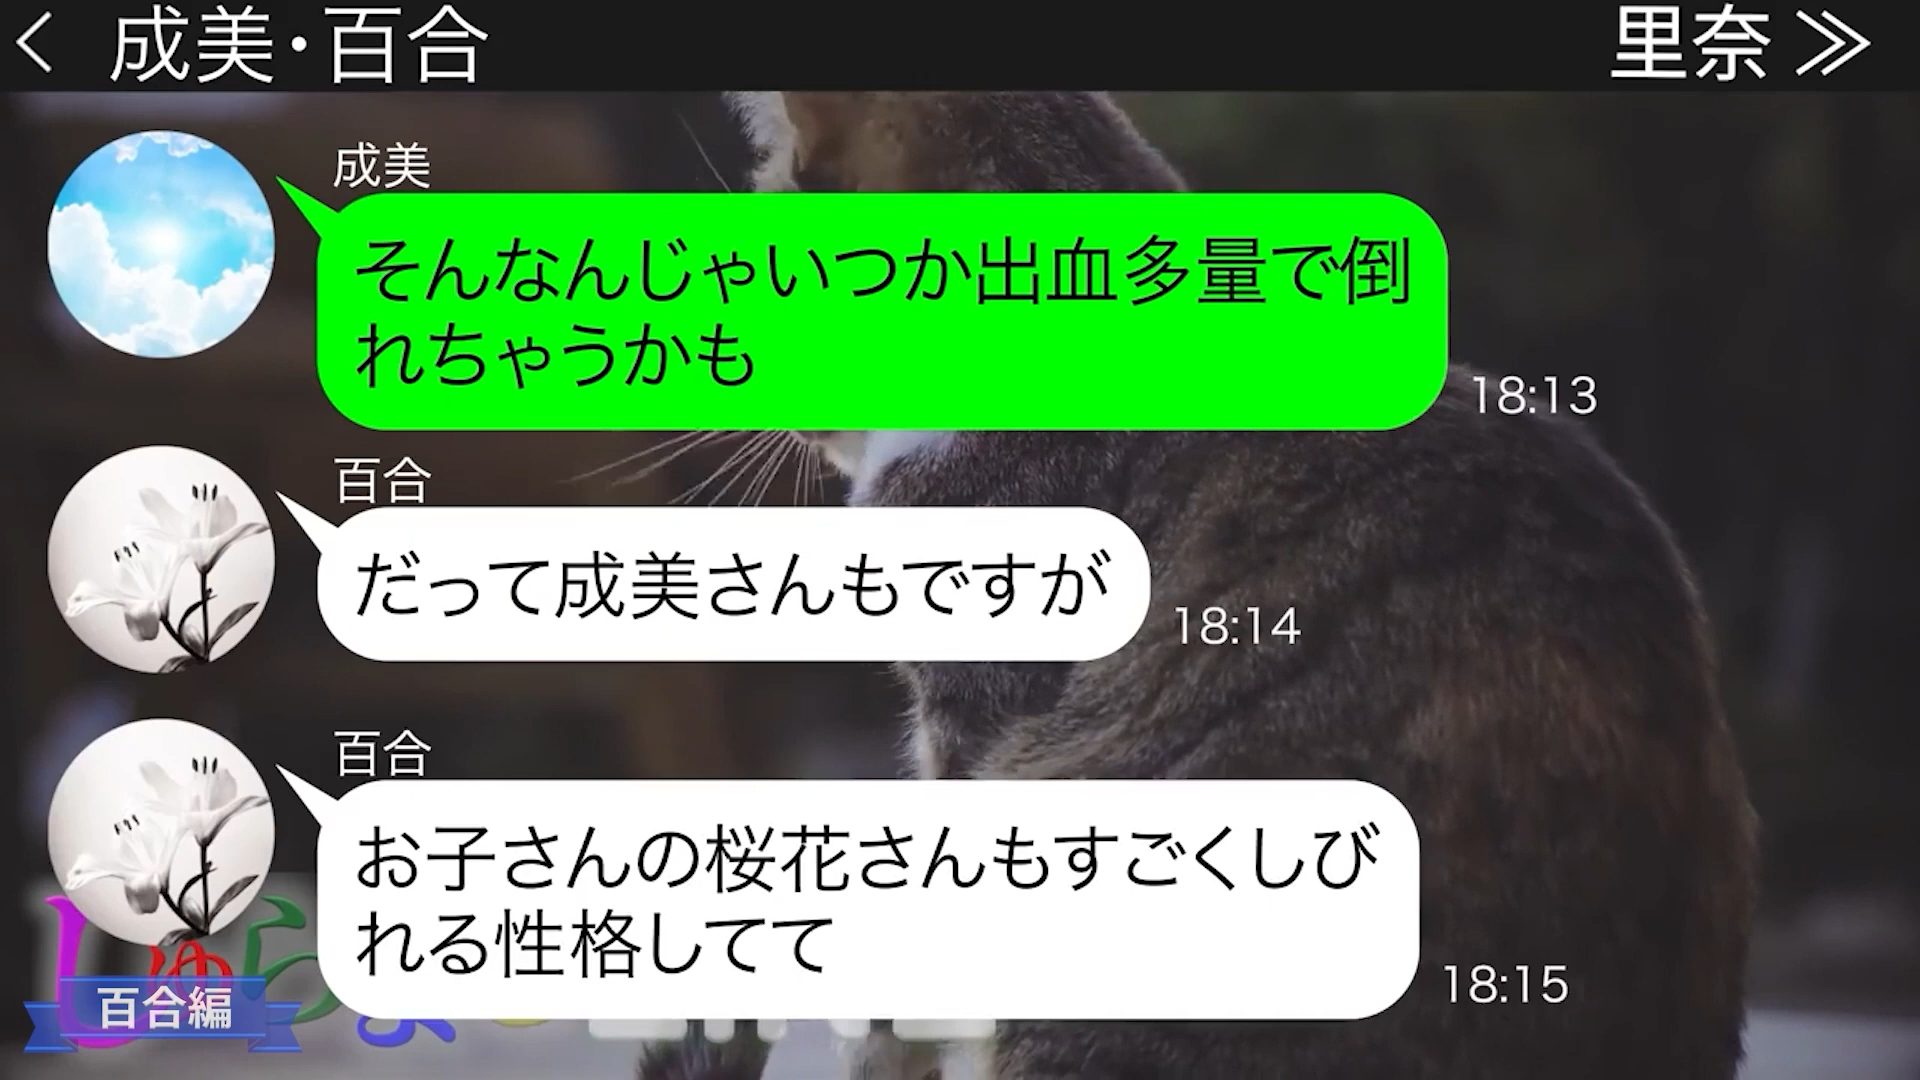 成美・百合
里奈
成美
そんなんじゃいつか出血多量で倒
れちゃうかも
18:13
百合
だって成美さんもですが
18:14
百合
お子さんの桜花さんもすごくしび
れる性格してて
18:15
百合編